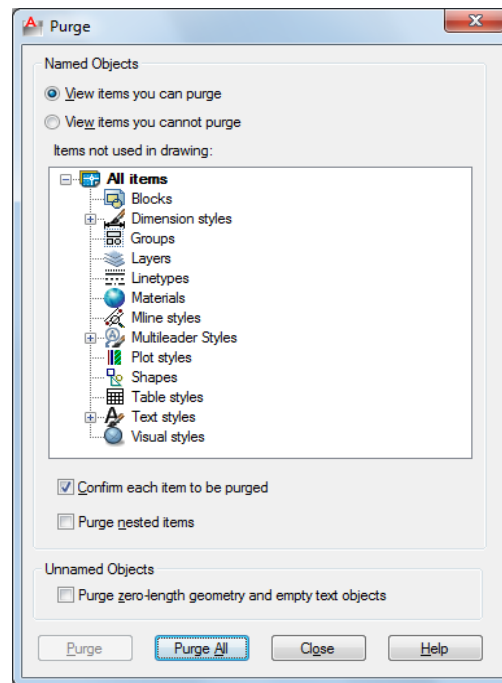 Purge
Named Objects
View items you can purge
View items you cannot purge
Items not used in drawing:
All items
Blocks
Dimension styles
Groups
Layers
Linetypes
Materials
Mline styles
Multileader Styles
Plot styles
Shapes
Table styles
Text styles
Visual styles
Confirm each item to be purged
Purge nested items
Unnamed Objects
Purge zero-length geometry and empty text objects
Purge Purge All Close Help